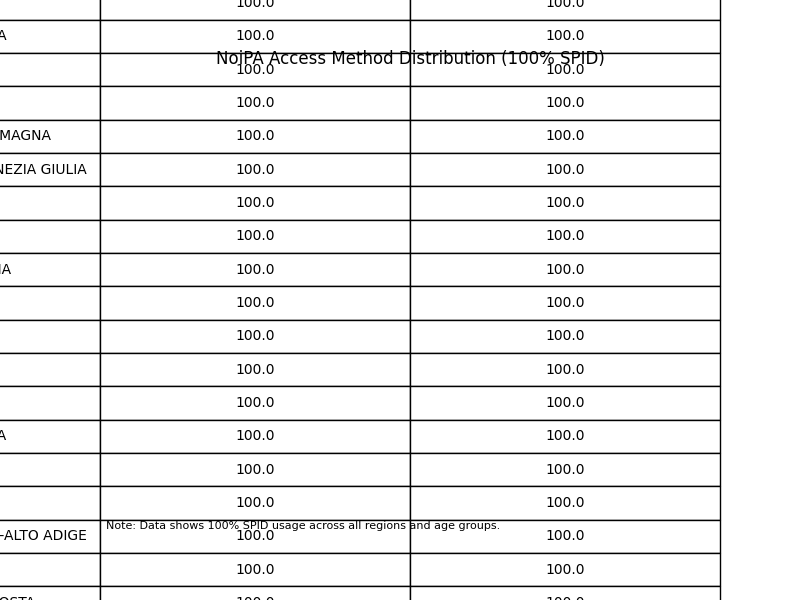 100.0 100.0
A 100.0 100.0
NoiPA Access Method Distribution (100% SPID)
100.0 100.0
100.0 100.0
MAGNA 100.0 100.0
NEZIA GIULIA 100.0 100.0
100.0 100.0
100.0 100.0
IA 100.0 100.0
100.0 100.0
100.0 100.0
100.0 100.0
100.0 100.0
A 100.0 100.0
100.0 100.0
100.0 100.0
Note: Data shows 100% SPID usage across all regions and age groups.
-ALTO ADIGE 100.0 100.0
100.0 100.0
OSTA 100.0 100.0